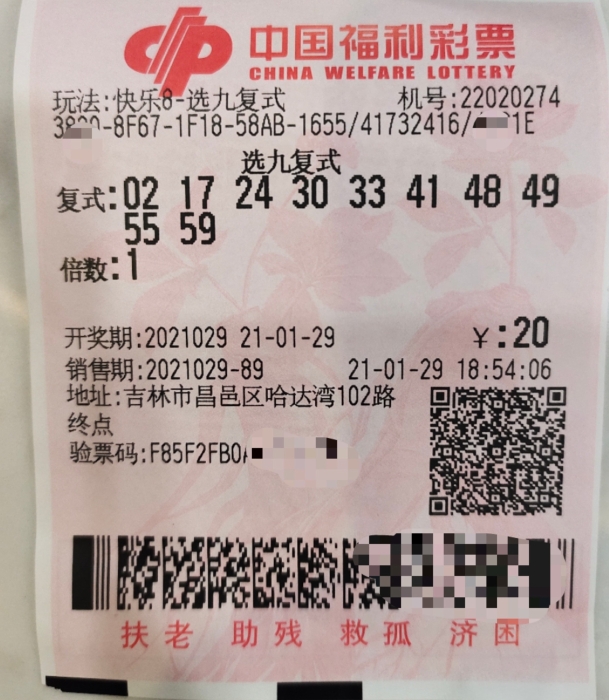 中国福利彩票
CHINA WELFARE LOTTERY
玩法:快乐8-选九复式 机号:22020274
-8F67-1F18-58AB-1655/41732416/ 1E
选九复式
复式:02 17 24 30 33 41 48 49
55 59
倍数:1
开奖期:2021029 21-01-29 ¥:20
销售期:2021029-89 21-01-29 18:54:06
地址:吉林市昌邑区哈达湾102路
终点
验票码:F85F2FB0
扶老 助残 救孤 济困